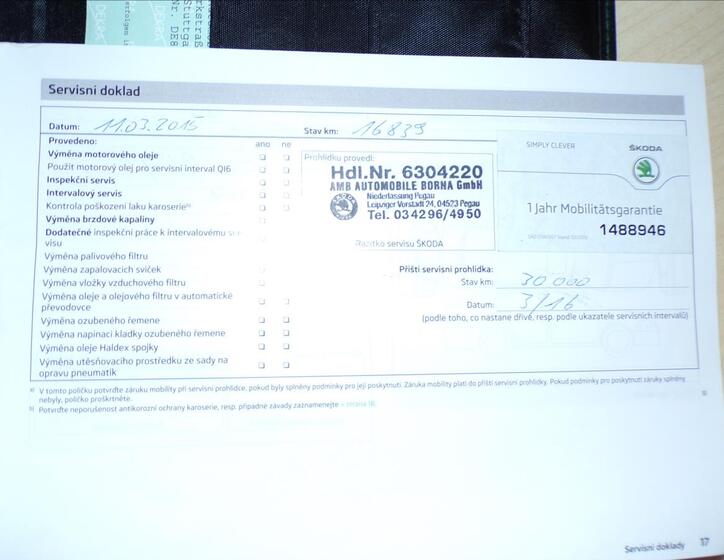 Servisní doklad
Datum: 11.03.2015
Stav km: 16839
Provedeno: ano ne
Výměna motorového oleje
Použit motorový olej pro servisní interval QI6
Inspekční servis
Intervalový servis
Kontrola poškození laku karoserie b)
Výměna brzdové kapaliny
Dodatečné inspekční práce k intervalovému
visu
Výměna palivového filtru
Výměna zapalovacích svíček
Výměna vložky vzduchového filtru
Výměna oleje a olejového filtru v automatické
převodovce
Výměna ozubeného řemene
Výměna napínací kladky ozubeného řemene
Výměna oleje Haldex spojky
Výměna utěsňovacího prostředku ze sady na
opravu pneumatik
Prohlídku provedl:
Hdl.Nr. 6304220
AMB AUTOMOBILE BORNA GmbH
Niederlassung Pegau
Leipziger Vorstadt 24, 04523 Pegau
Tel. 034296/4950
Razítko servisu ŠKODA
SIMPLY CLEVER
ŠKODA
1 Jahr Mobilitätsgarantie
1488946
Příští servisní prohlídka:
Stav km: 30 000
Datum: 3/16
(podle toho, co nastane dříve, resp. podle ukazatele servisních intervalů)
a) V tomto políčku potvrďte záruku mobility při servisní prohlídce, pokud byly splněny podmínky pro její poskytnutí. Záruka mobility platí do příští servisní prohlídky. Pokud podmínky pro poskytnutí záruky splněny
nebyly, políčko proškrtněte.
b) Potvrďte neporušenost antikorozní ochrany karoserie, resp. případné závady zaznamenejte » strana 18.
Servisní doklady 17